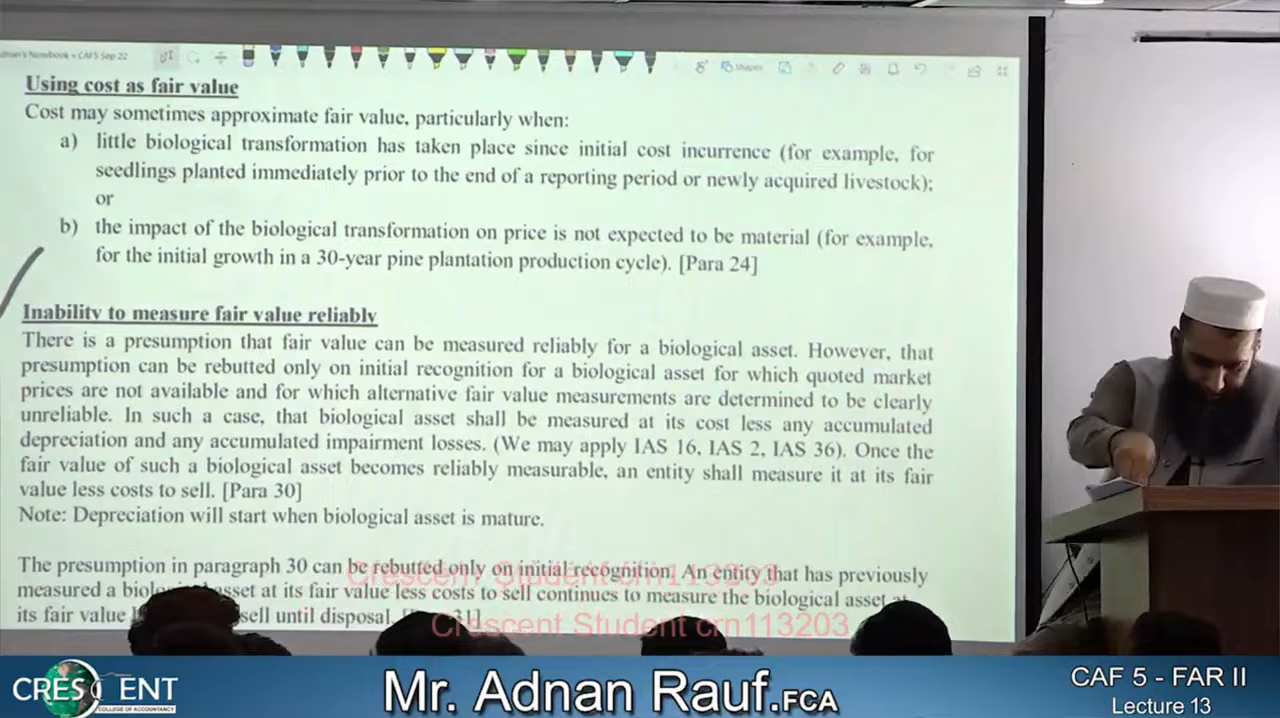 Adnan's Notebook • CAF5 Sep 22
Shapes
Using cost as fair value
Cost may sometimes approximate fair value, particularly when:
a) little biological transformation has taken place since initial cost incurrence (for example, for
seedlings planted immediately prior to the end of a reporting period or newly acquired livestock);
or
b) the impact of the biological transformation on price is not expected to be material (for example,
for the initial growth in a 30-year pine plantation production cycle). [Para 24]
Inability to measure fair value reliably
There is a presumption that fair value can be measured reliably for a biological asset. However, that
presumption can be rebutted only on initial recognition for a biological asset for which quoted market
prices are not available and for which alternative fair value measurements are determined to be clearly
unreliable. In such a case, that biological asset shall be measured at its cost less any accumulated
depreciation and any accumulated impairment losses. (We may apply IAS 16, IAS 2, IAS 36). Once the
fair value of such a biological asset becomes reliably measurable, an entity shall measure it at its fair
value less costs to sell. [Para 30]
Note: Depreciation will start when biological asset is mature.
The presumption in paragraph 30 can be rebutted only on initial recognition. An entity that has previously
measured a asset at its fair value less costs to sell continues to measure the biological asset
its fair value sell until disposal.
Crescent Student crn113203
Crescent Student crn113203
CRESCENT
COLLEGE OF ACCOUNTANCY
Mr. Adnan Rauf.FCA
CAF 5 - FAR II
Lecture 13